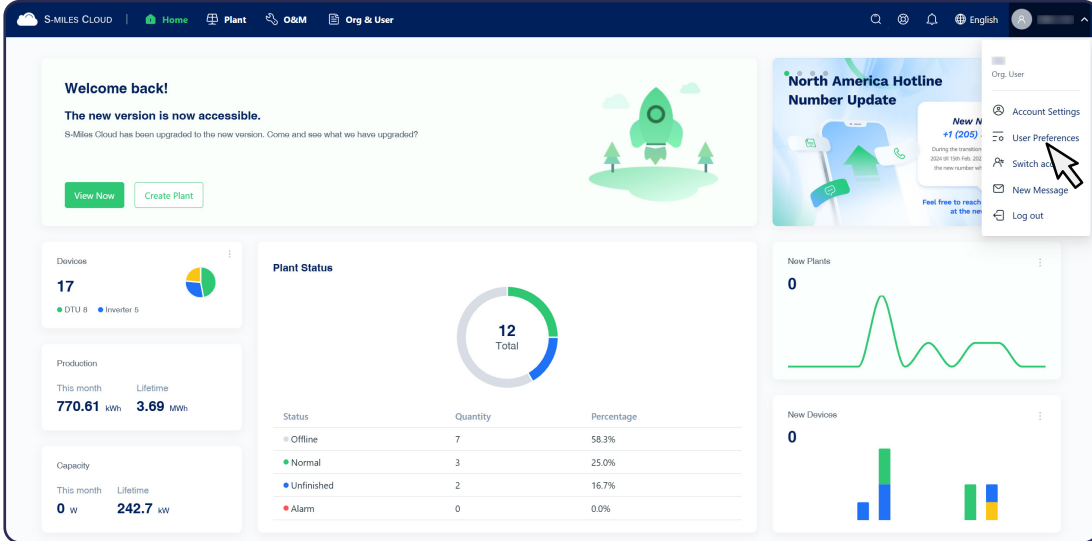 S-MILES CLOUD | Home Plant O&M Org & User English
Welcome back!
The new version is now accessible.
S-Miles Cloud has been upgraded to the new version. Come and see what we have upgraded?
View Now Create Plant
North America Hotline
Number Update
New N
+1 (205)
During the transition
2024 till 15th Feb. 202
the new number wh
Feel free to reach
at the ne
Org. User
Account Settings
User Preferences
Switch acc
New Message
Log out
Devices
17
DTU 8 Inverter 5
Production
This month Lifetime
770.61 kWh 3.69 MWh
Capacity
This month Lifetime
0 W 242.7 kW
Plant Status
12
Total
Status Quantity Percentage
Offline 7 58.3%
Normal 3 25.0%
Unfinished 2 16.7%
Alarm 0 0.0%
New Plants
0
New Devices
0